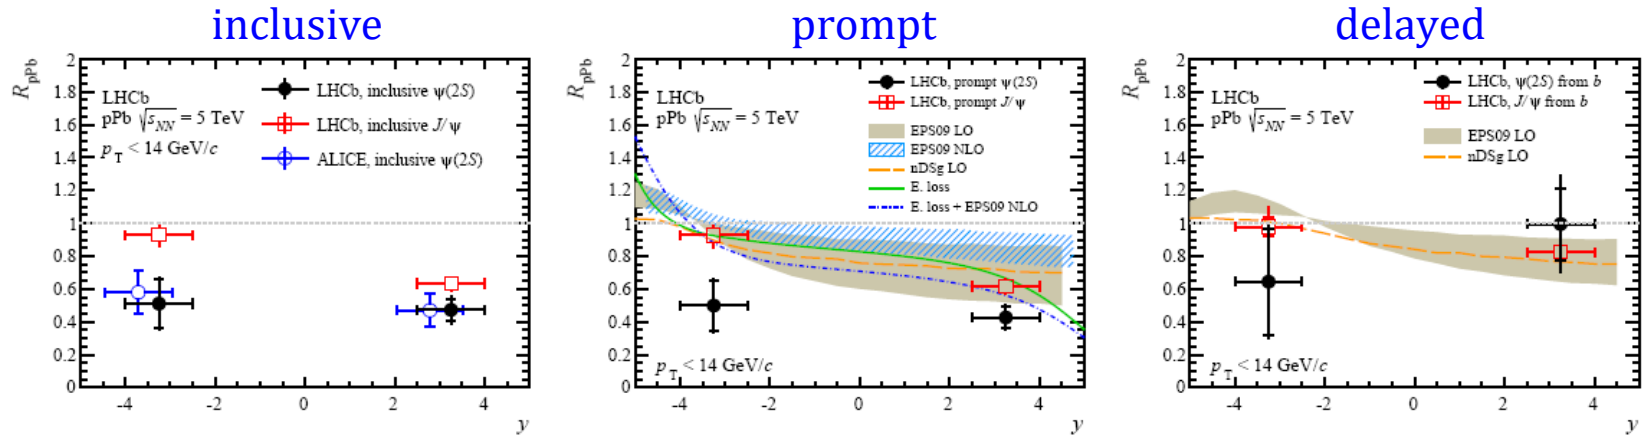 inclusive
R_pPb
2
1.8
1.6
1.4
1.2
1
0.8
0.6
0.4
0.2
0
LHCb
pPb √s_NN = 5 TeV
p_T < 14 GeV/c
LHCb, inclusive ψ(2S)
LHCb, inclusive J/ψ
ALICE, inclusive ψ(2S)
-4 -2 0 2 4
y
prompt
R_pPb
2
1.8
1.6
1.4
1.2
1
0.8
0.6
0.4
0.2
0
LHCb
pPb √s_NN = 5 TeV
LHCb, prompt ψ(2S)
LHCb, prompt J/ψ
EPS09 LO
EPS09 NLO
nDSg LO
E. loss
E. loss + EPS09 NLO
p_T < 14 GeV/c
-4 -2 0 2 4
y
delayed
R_pPb
2
1.8
1.6
1.4
1.2
1
0.8
0.6
0.4
0.2
0
LHCb
pPb √s_NN = 5 TeV
LHCb, ψ(2S) from b
LHCb, J/ψ from b
EPS09 LO
nDSg LO
p_T < 14 GeV/c
-4 -2 0 2 4
y